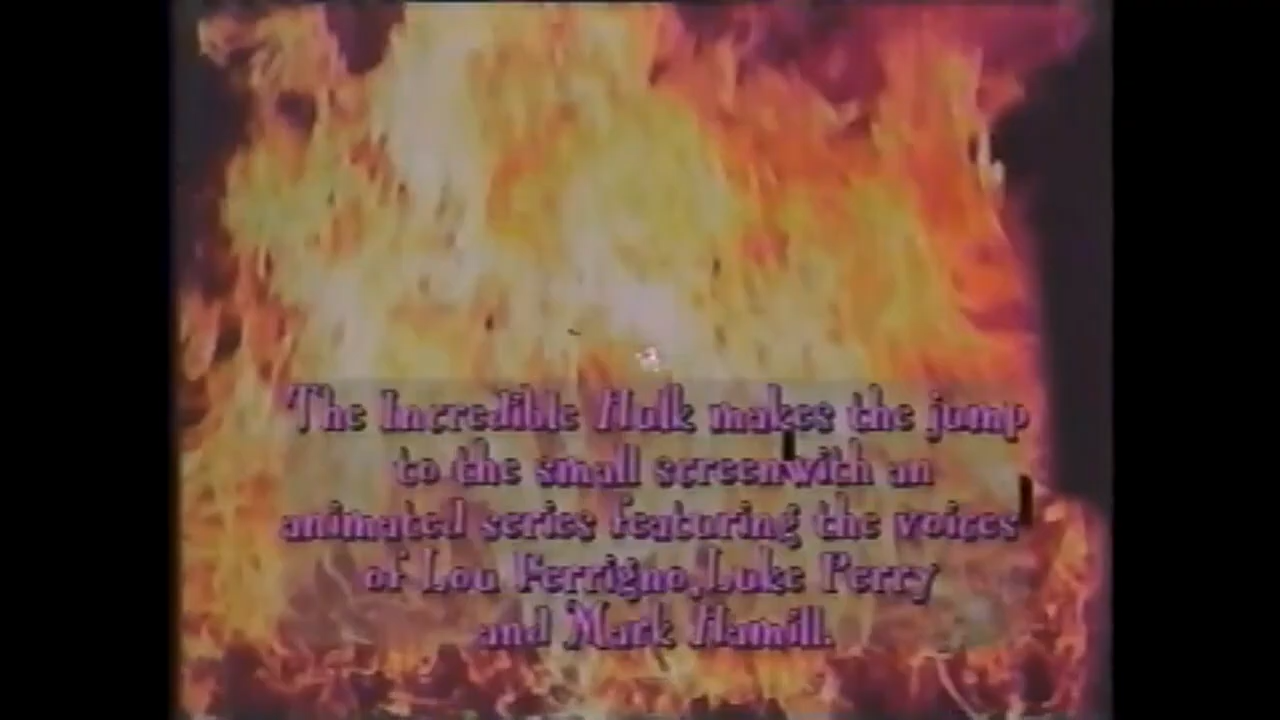 The Incredible Hulk makes the jump
to the small screen with an
animated series featuring the voices
of Lou Ferrigno, Luke Perry
and Mark Hamill.